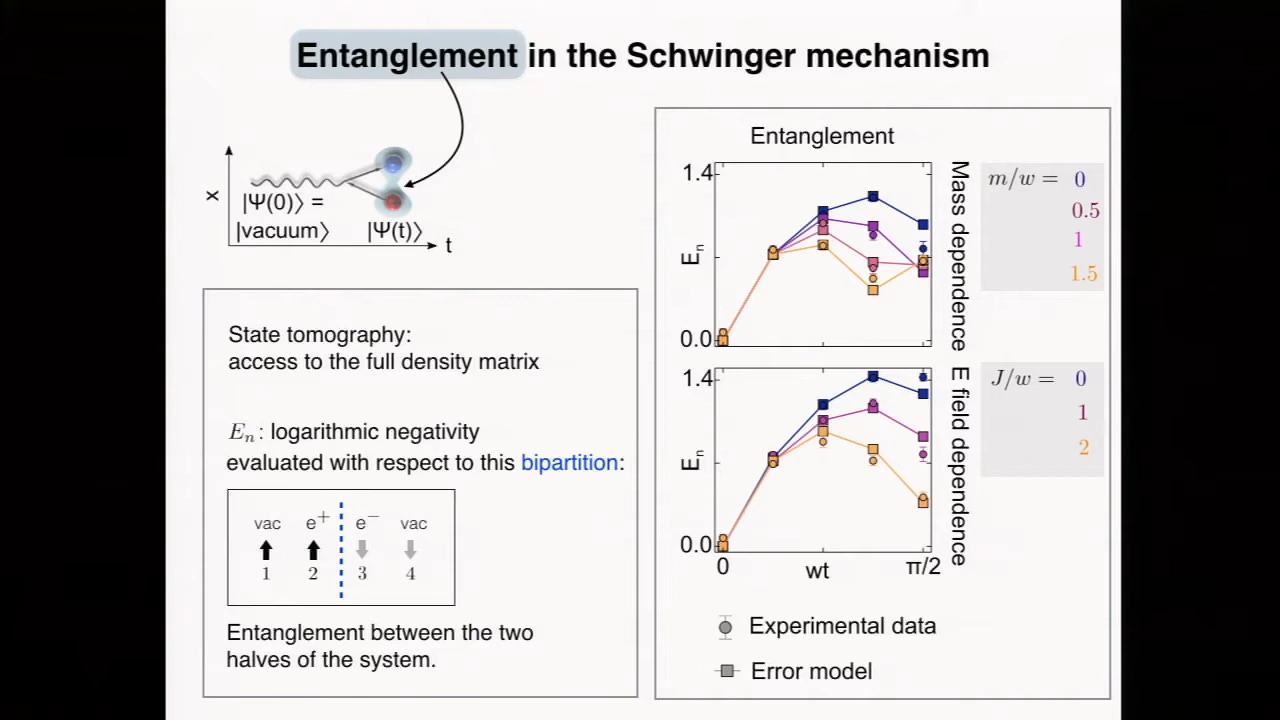 Entanglement in the Schwinger mechanism
x
|Ψ(0)⟩ =
|vacuum⟩
|Ψ(t)⟩
t
State tomography:
access to the full density matrix
Eₙ : logarithmic negativity
evaluated with respect to this bipartition:
vac e⁺ e⁻ vac
1 2 3 4
Entanglement between the two
halves of the system.
Entanglement
1.4
Eₙ
0.0
Mass dependence
m/w = 0
0.5
1
1.5
1.4
Eₙ
0.0
0 wt π/2
E field dependence
J/w = 0
1
2
Experimental data
Error model